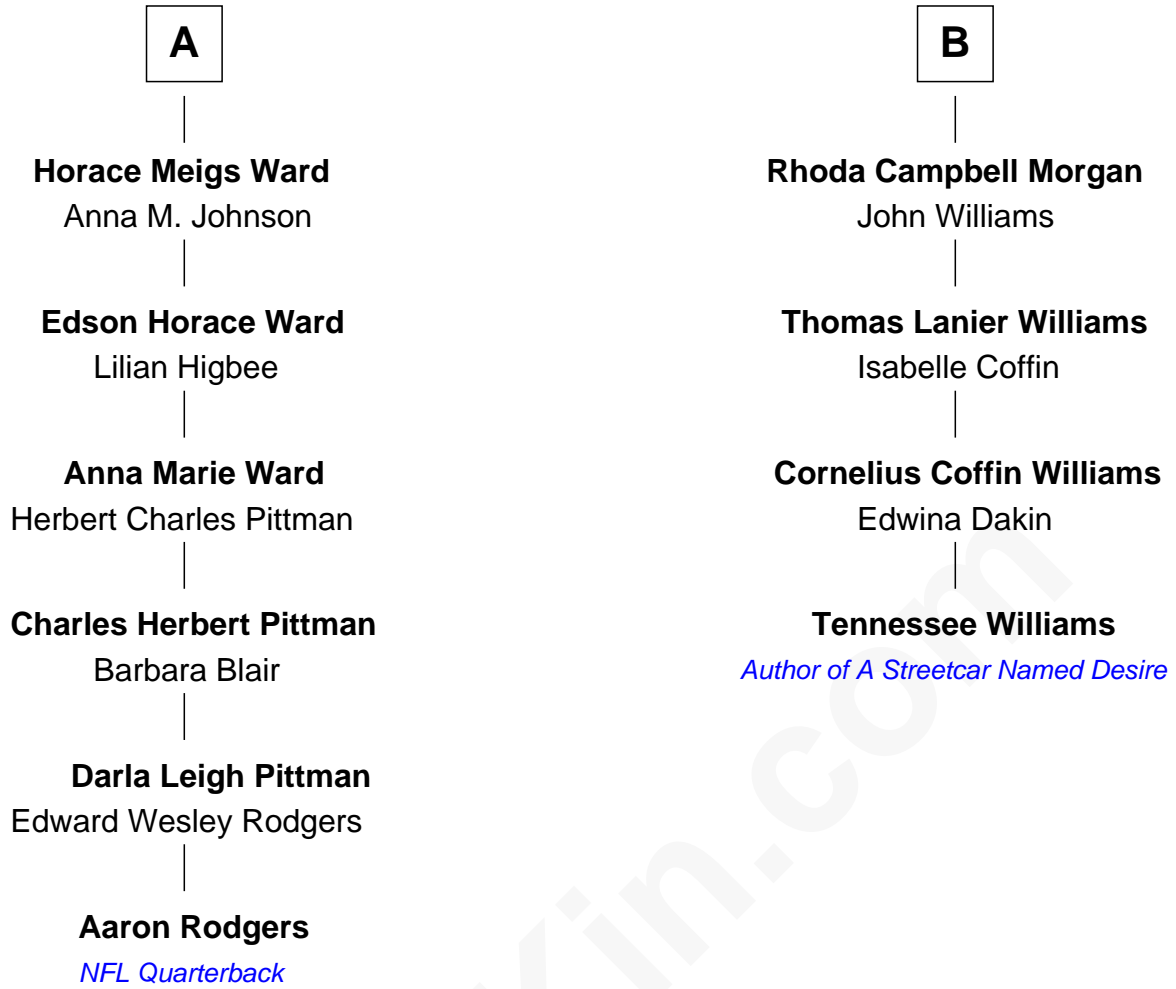 A
Horace Meigs Ward
Anna M. Johnson
Edson Horace Ward
Lilian Higbee
Anna Marie Ward
Herbert Charles Pittman
Charles Herbert Pittman
Barbara Blair
Darla Leigh Pittman
Edward Wesley Rodgers
Aaron Rodgers
NFL Quarterback
B
Rhoda Campbell Morgan
John Williams
Thomas Lanier Williams
Isabelle Coffin
Cornelius Coffin Williams
Edwina Dakin
Tennessee Williams
Author of A Streetcar Named Desire